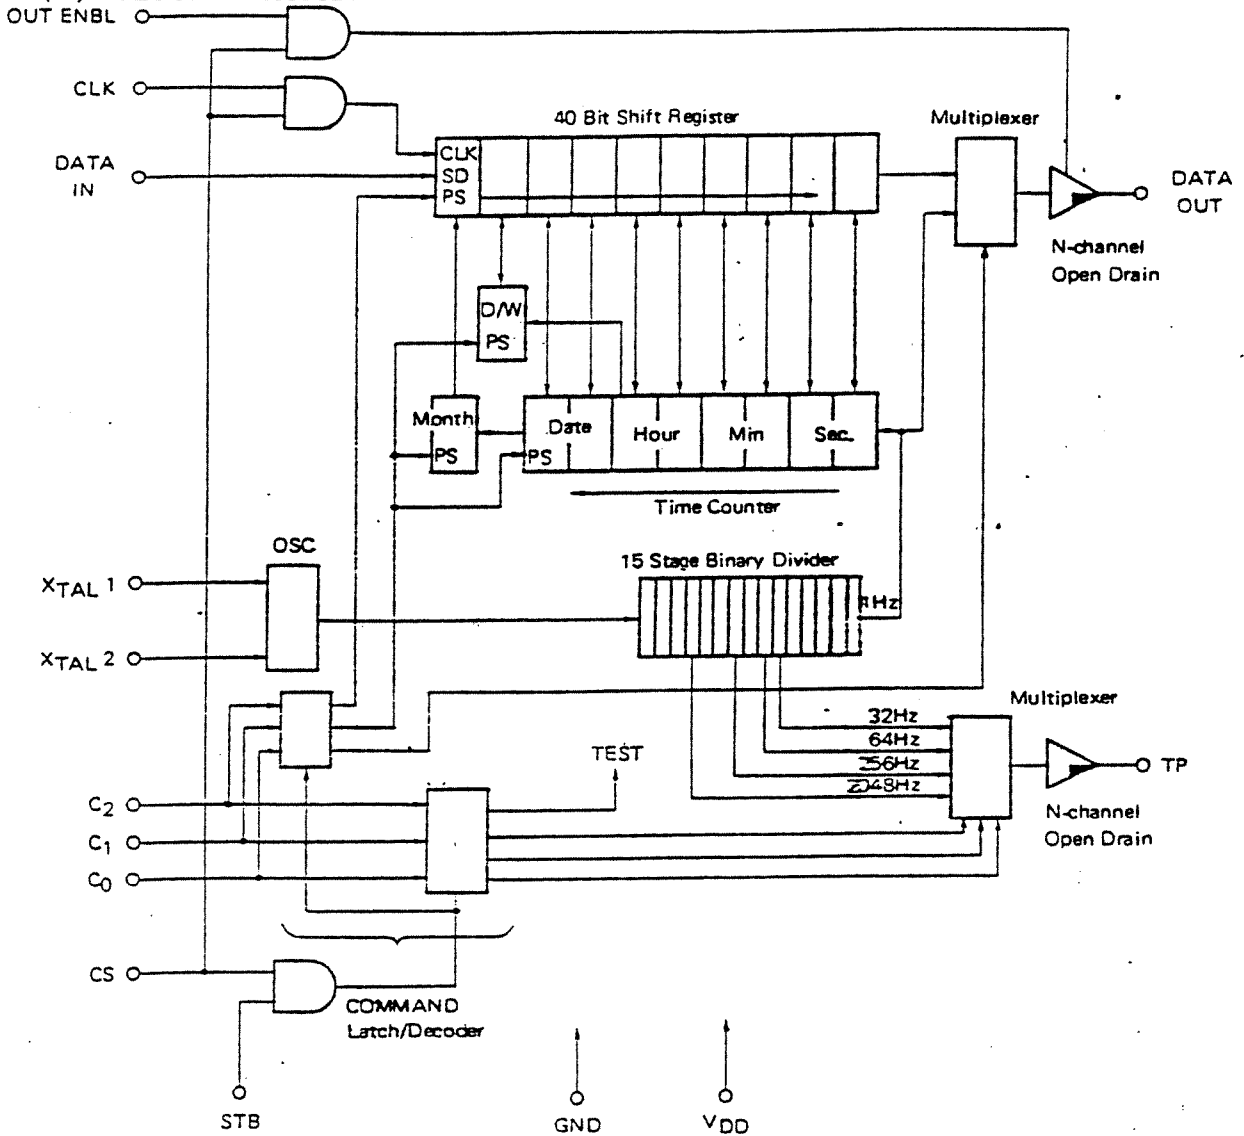 OUT ENBL
CLK
40 Bit Shift Register
Multiplexer
DATA
IN
CLK
SD
PS
DATA
OUT
N-channel
Open Drain
D/W
PS
Month
PS
Date
PS
Hour
Min
Sec.
Time Counter
OSC
15 Stage Binary Divider
XTAL 1
XTAL 2
Hz
Multiplexer
32Hz
64Hz
256Hz
2048Hz
TEST
TP
N-channel
Open Drain
C2
C1
C0
CS
COMMAND
Latch/Decoder
STB
GND
VDD